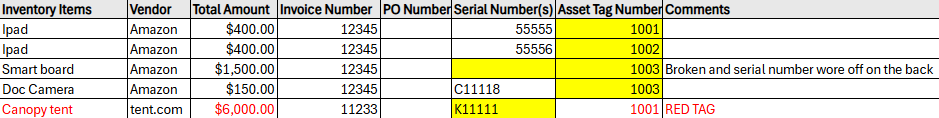 Inventory Items Vendor Total Amount Invoice Number PO Number Serial Number(s) Asset Tag Number Comments
Ipad Amazon $400.00 12345 55555 1001
Ipad Amazon $400.00 12345 55556 1002
Smart board Amazon $1,500.00 12345 1003 Broken and serial number wore off on the back
Doc Camera Amazon $150.00 12345 C11118 1003
Canopy tent tent.com $6,000.00 11233 K11111 1001 RED TAG